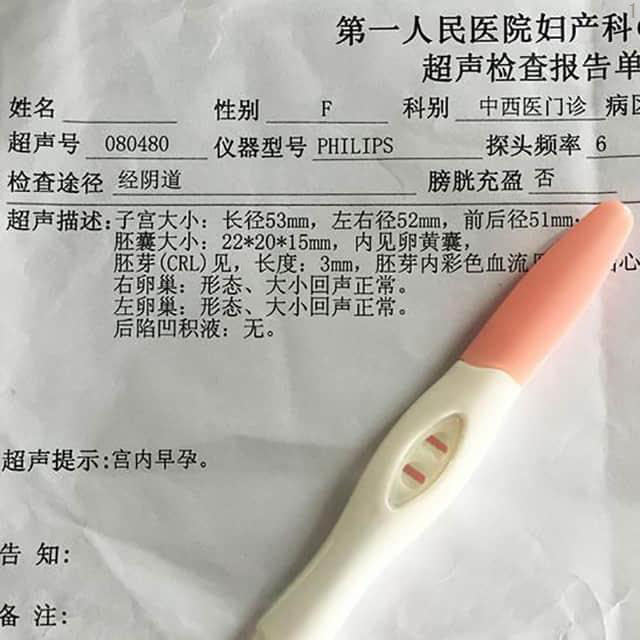 第一人民医院妇产科
超声检查报告单
姓名 性别 F 科别 中西医门诊 病
超声号 080480 仪器型号 PHILIPS 探头频率 6
检查途径 经阴道 膀胱充盈 否
超声描述:子宫大小: 长径53mm, 左右径52mm, 前后径51mm,
胚囊大小: 22*20*15mm, 内见卵黄囊,
胚芽(CRL)见, 长度: 3mm, 胚芽内彩色血流 心
右卵巢: 形态、大小回声正常。
左卵巢: 形态、大小回声正常。
后陷凹积液: 无。
超声提示:宫内早孕。
告 知:
备 注: